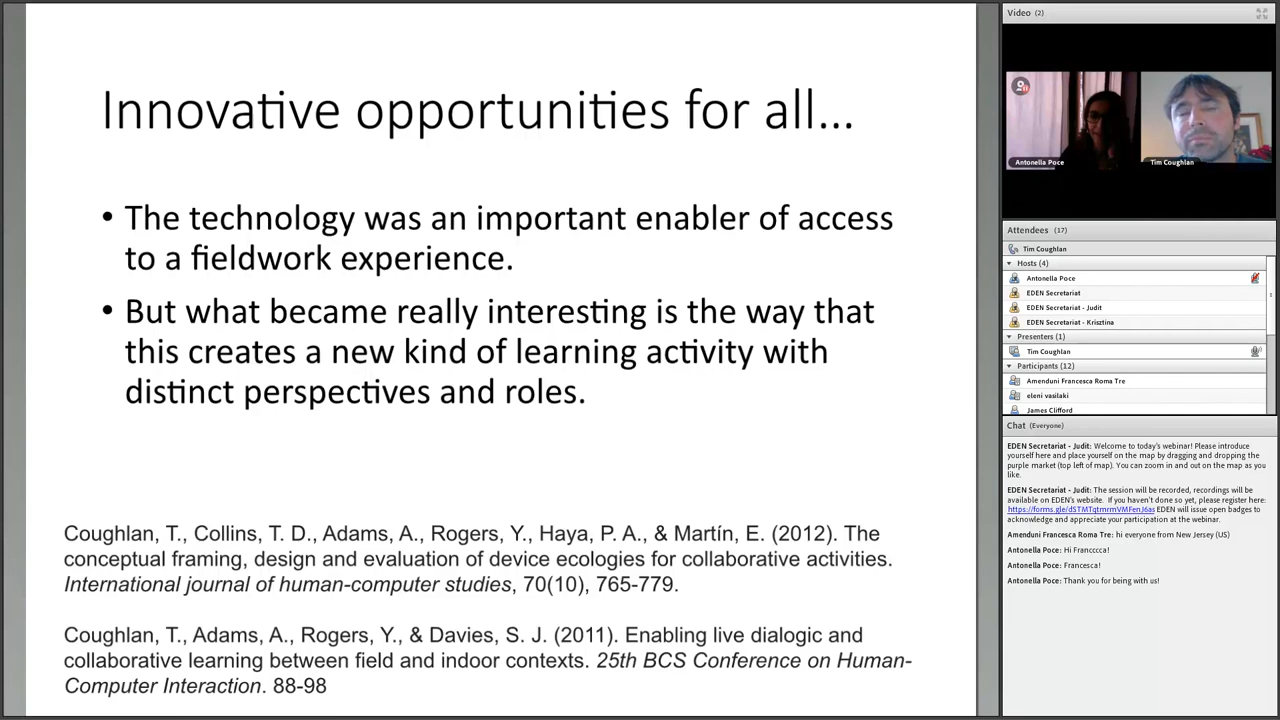 Innovative opportunities for all...
• The technology was an important enabler of access
to a fieldwork experience.
• But what became really interesting is the way that
this creates a new kind of learning activity with
distinct perspectives and roles.
Coughlan, T., Collins, T. D., Adams, A., Rogers, Y., Haya, P. A., & Martín, E. (2012). The
conceptual framing, design and evaluation of device ecologies for collaborative activities.
International journal of human-computer studies, 70(10), 765-779.
Coughlan, T., Adams, A., Rogers, Y., & Davies, S. J. (2011). Enabling live dialogic and
collaborative learning between field and indoor contexts. 25th BCS Conference on Human-
Computer Interaction. 88-98
Video (2)
Antonella Poce
Tim Coughlan
Attendees (17)
Tim Coughlan
Hosts (4)
Antonella Poce
EDEN Secretariat
EDEN Secretariat - Judit
EDEN Secretariat - Krisztina
Presenters (1)
Tim Coughlan
Participants (12)
Amenduni Francesca Roma Tre
eleni vasilaki
James Clifford
Chat (Everyone)
EDEN Secretariat - Judit: Welcome to today's webinar! Please introduce
yourself here and place yourself on the map by dragging and dropping the
purple market (top left of map). You can zoom in and out on the map as you
like.
EDEN Secretariat - Judit: The session will be recorded, recordings will be
available on EDEN's website. If you haven't done so yet, please register here:
https://forms.gle/dSTMTqtmrmVMFenJ6as EDEN will issue open badges to
acknowledge and appreciate your participation at the webinar.
Amenduni Francesca Roma Tre: hi everyone from New Jersey (US)
Antonella Poce: Hi Franccca!
Antonella Poce: Francesca!
Antonella Poce: Thank you for being with us!